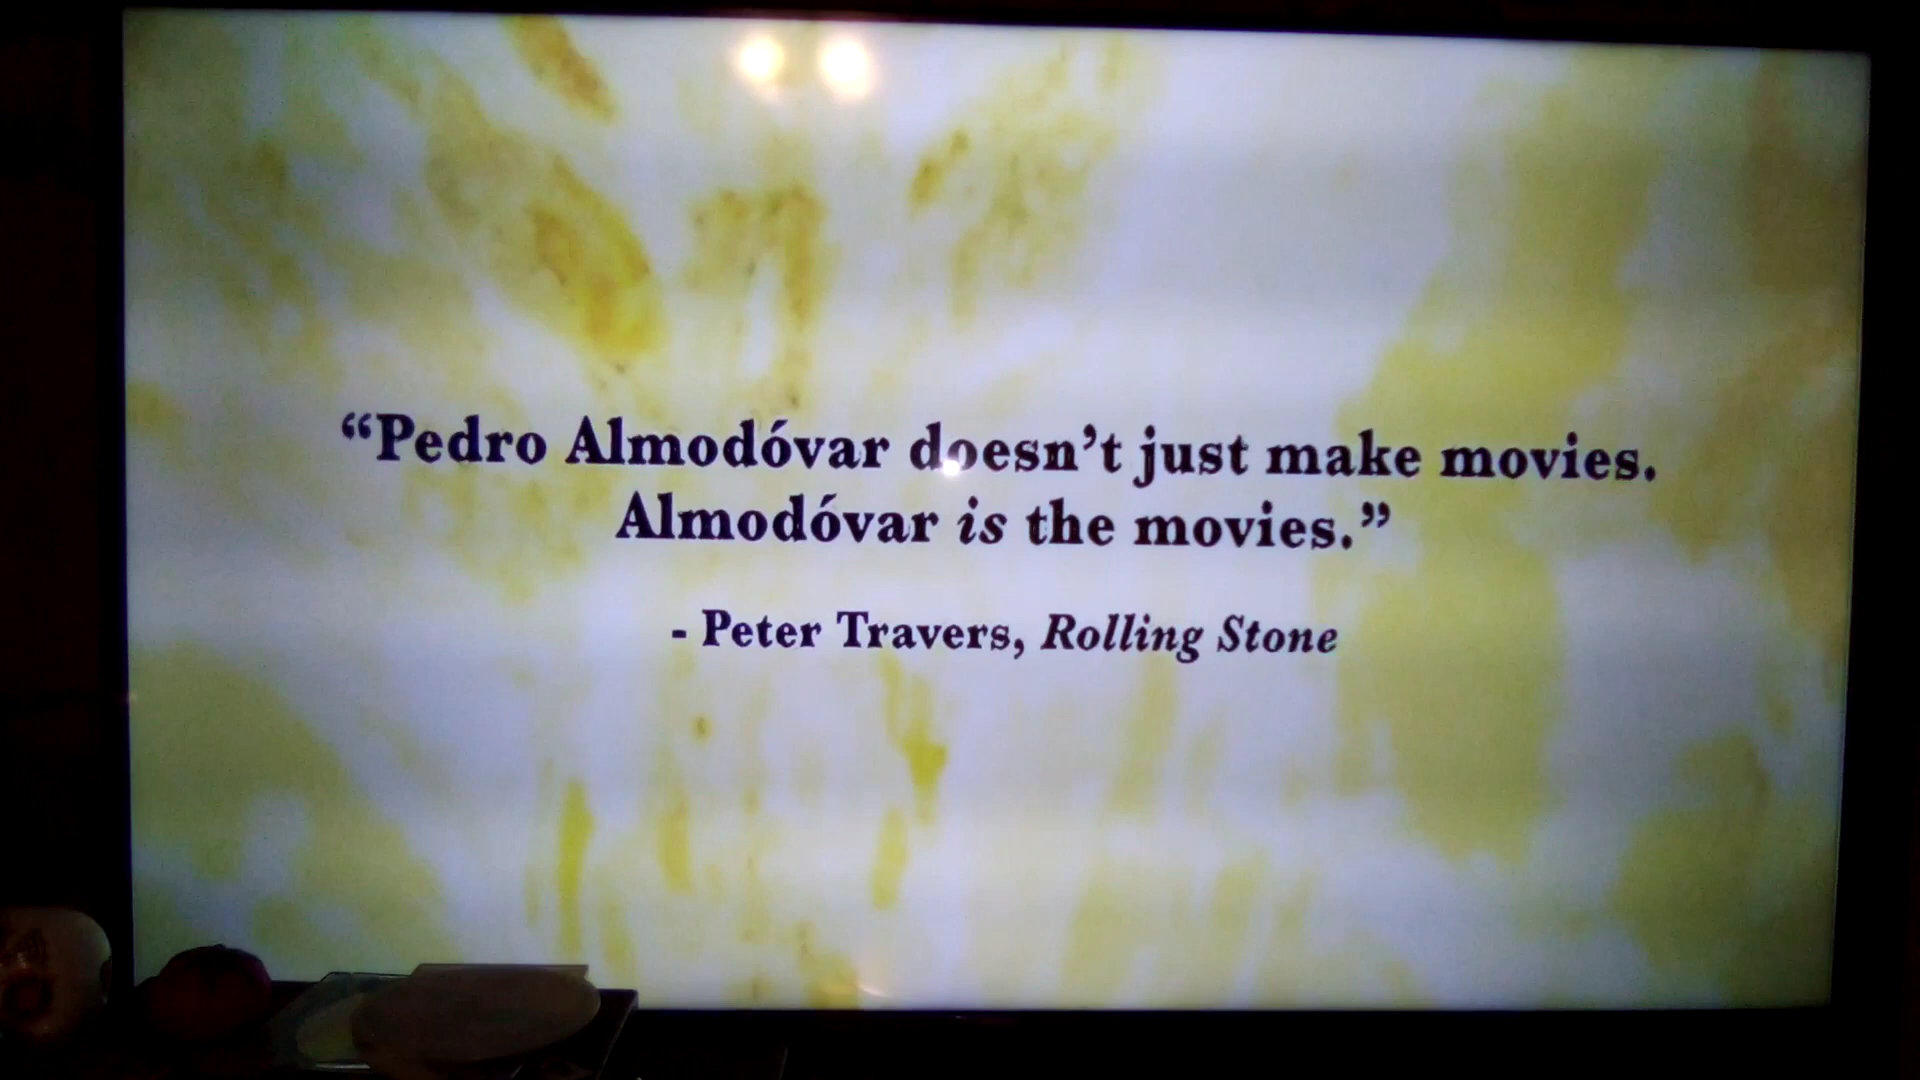 “Pedro Almodóvar doesn’t just make movies.
Almodóvar is the movies.”
- Peter Travers, Rolling Stone